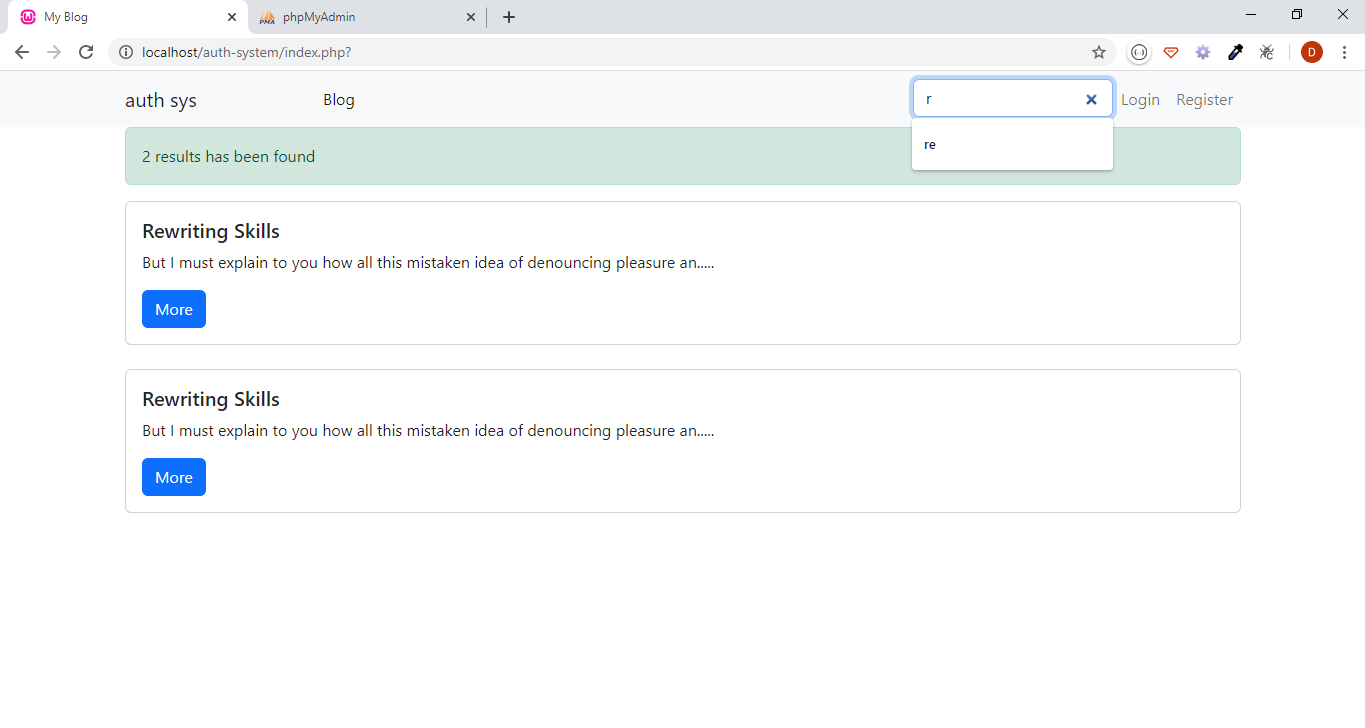 My Blog
phpMyAdmin
localhost/auth-system/index.php?
D
auth sys
Blog
r
Login
Register
re
2 results has been found
Rewriting Skills
But I must explain to you how all this mistaken idea of denouncing pleasure an.....
More
Rewriting Skills
But I must explain to you how all this mistaken idea of denouncing pleasure an.....
More